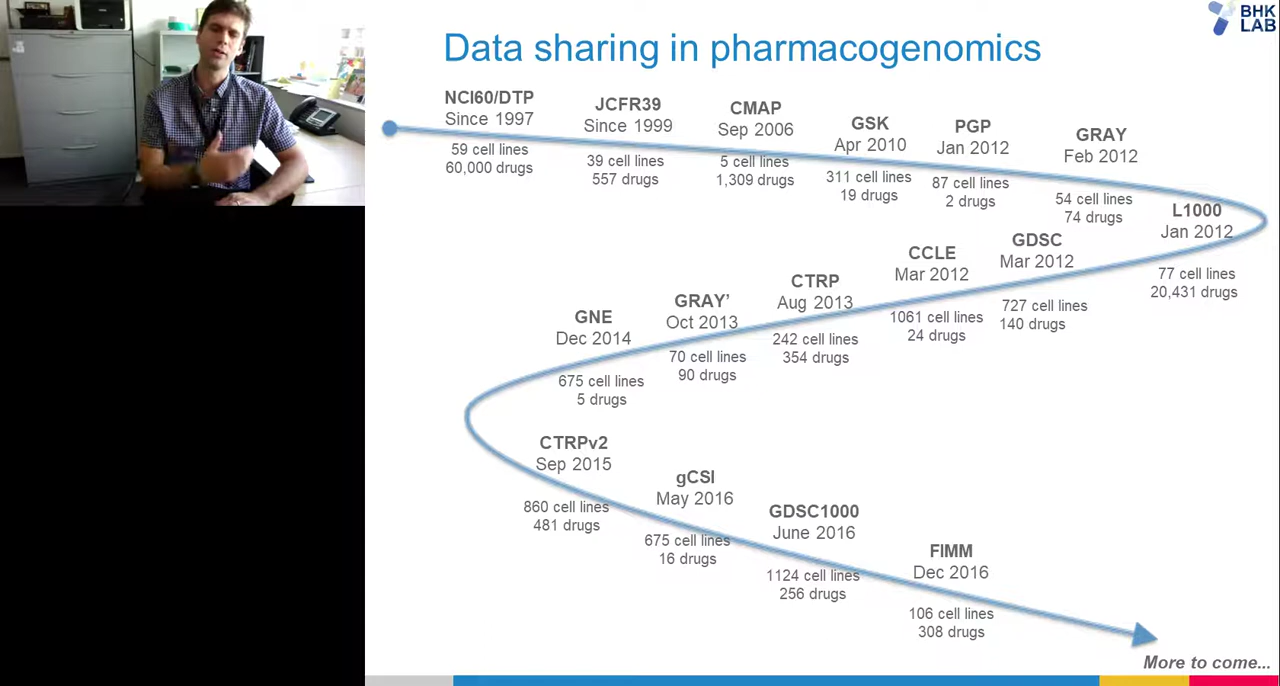 BHK
LAB
Data sharing in pharmacogenomics
NCI60/DTP
Since 1997
59 cell lines
60,000 drugs
JCFR39
Since 1999
39 cell lines
557 drugs
CMAP
Sep 2006
5 cell lines
1,309 drugs
GSK
Apr 2010
311 cell lines
19 drugs
PGP
Jan 2012
87 cell lines
2 drugs
GRAY
Feb 2012
54 cell lines
74 drugs
L1000
Jan 2012
77 cell lines
20,431 drugs
GDSC
Mar 2012
727 cell lines
140 drugs
CCLE
Mar 2012
1061 cell lines
24 drugs
CTRP
Aug 2013
242 cell lines
354 drugs
GRAY’
Oct 2013
70 cell lines
90 drugs
GNE
Dec 2014
675 cell lines
5 drugs
CTRPv2
Sep 2015
860 cell lines
481 drugs
gCSI
May 2016
675 cell lines
16 drugs
GDSC1000
June 2016
1124 cell lines
256 drugs
FIMM
Dec 2016
106 cell lines
308 drugs
More to come...